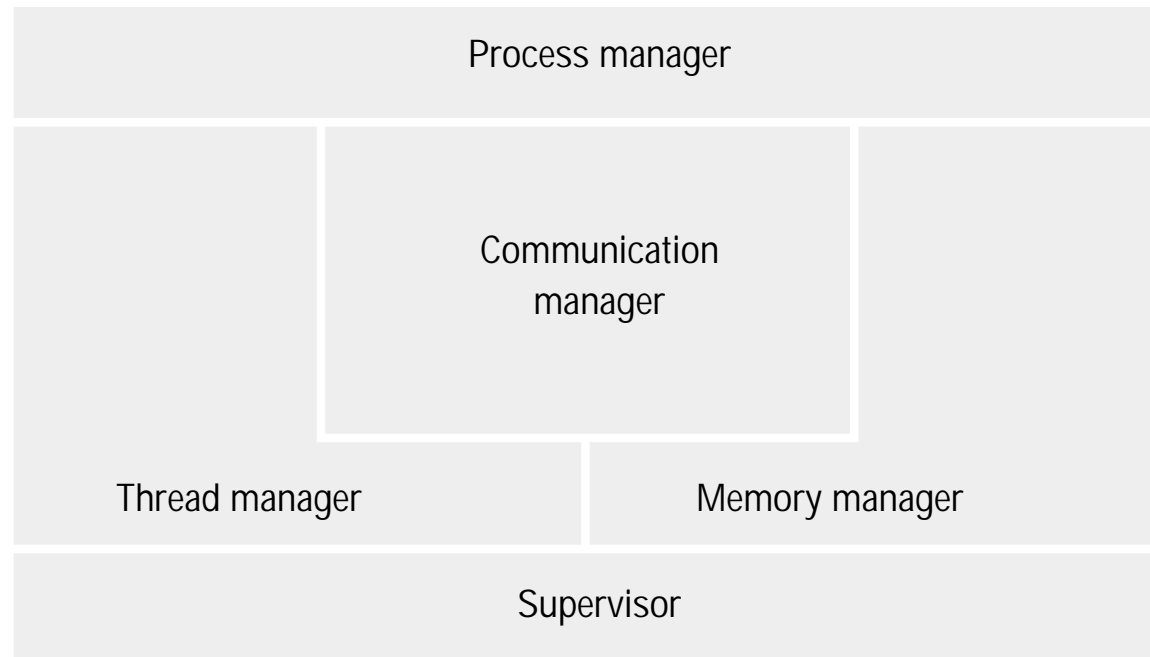 Process manager
Communication
manager
Thread manager
Memory manager
Supervisor